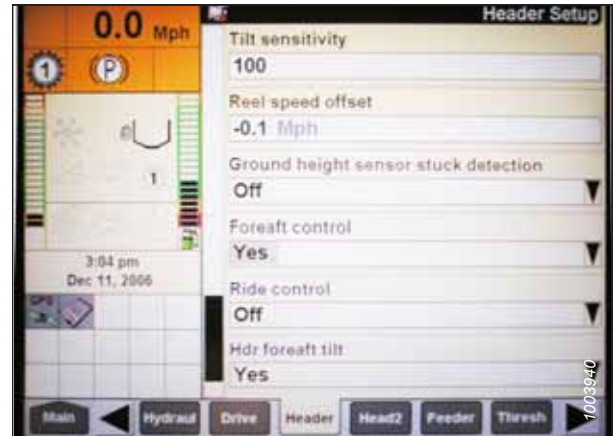 0.0 Mph
Header Setup
Tilt sensitivity
100
1
P
Reel speed offset
-0.1 Mph
Ground height sensor stuck detection
Off
1
Foreaft control
Yes
3:04 pm
Dec 11, 2006
Ride control
Off
GPS
Hdr foreaft tilt
Yes
Main
Hydraul
Drive
Header
Head2
Feeder
Thresh
1003940